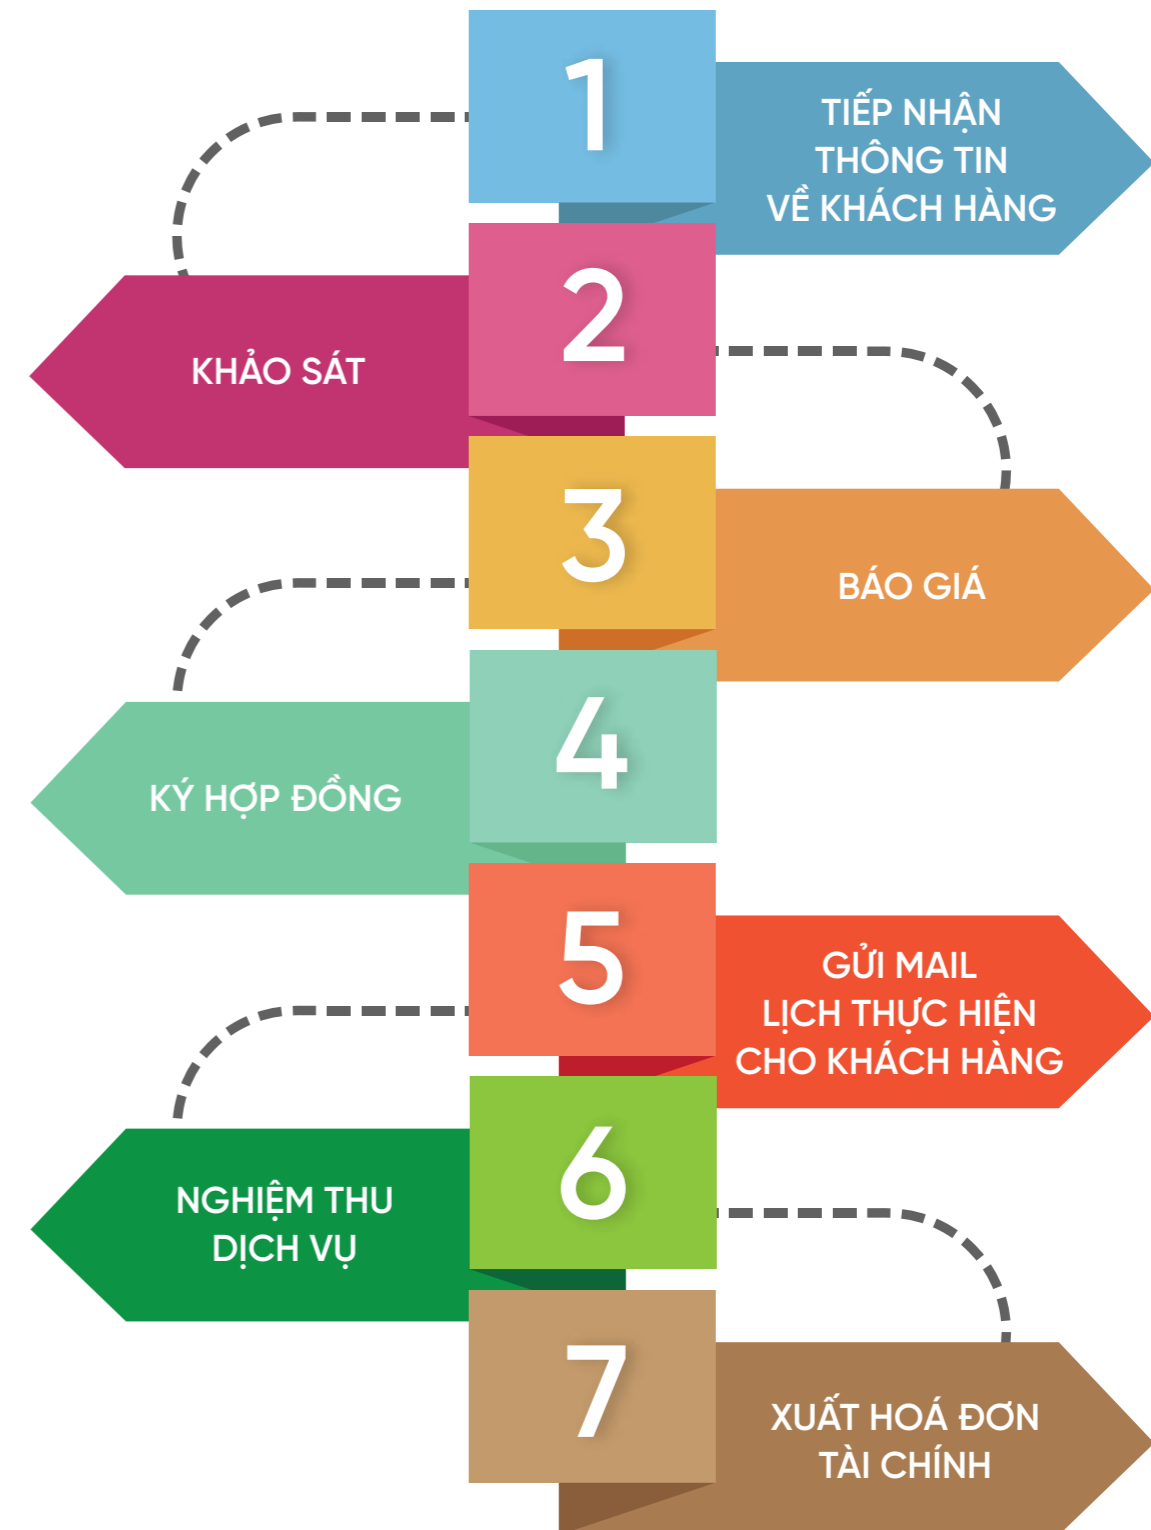 1
TIẾP NHẬN
THÔNG TIN
VỀ KHÁCH HÀNG
2
KHẢO SÁT
3
BÁO GIÁ
4
KÝ HỢP ĐỒNG
5
GỬI MAIL
LỊCH THỰC HIỆN
CHO KHÁCH HÀNG
6
NGHIỆM THU
DỊCH VỤ
7
XUẤT HOÁ ĐƠN
TÀI CHÍNH